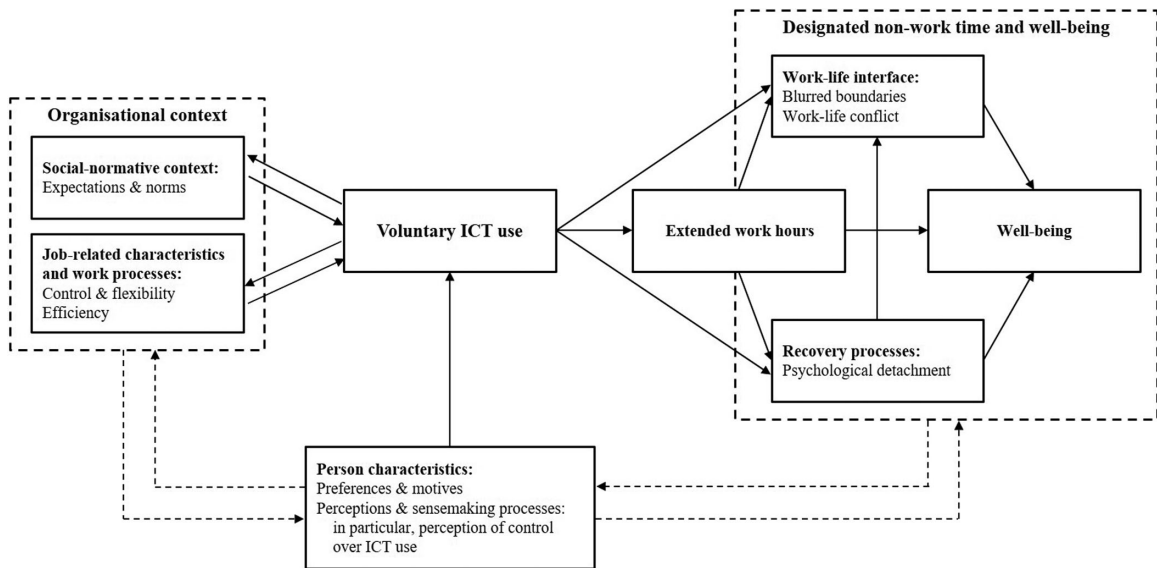 Designated non-work time and well-being
Work-life interface:
Blurred boundaries
Work-life conflict
Organisational context
Social-normative context:
Expectations & norms
Voluntary ICT use
Extended work hours
Well-being
Job-related characteristics
and work processes:
Control & flexibility
Efficiency
Recovery processes:
Psychological detachment
Person characteristics:
Preferences & motives
Perceptions & sensemaking processes:
in particular, perception of control
over ICT use